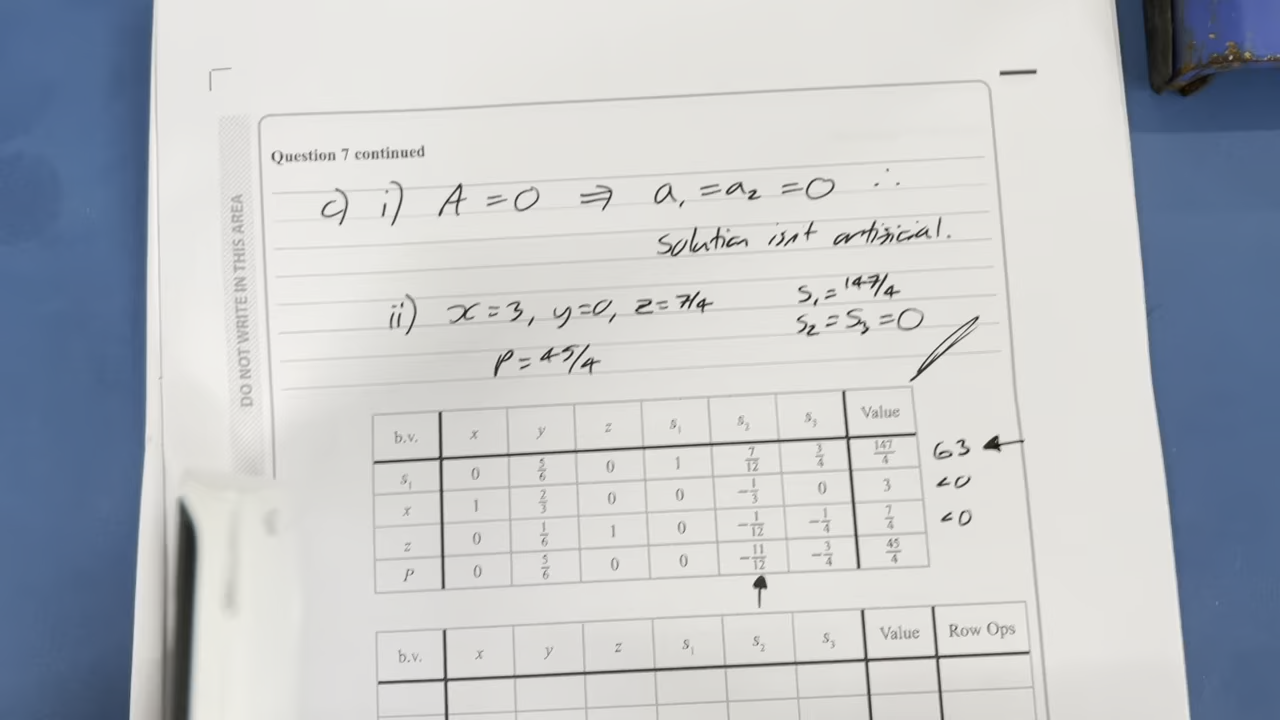 Question 7 continued
c) i) A = 0 ⇒ a₁ = a₂ = 0 ∴
Solution isnt artificial.
ii) x = 3, y = 0, z = 7/4 S₁ = 147/4
S₂ = S₃ = 0
P = 45/4
DO NOT WRITE IN THIS AREA
b.v. x y z s₁ s₂ s₃ Value
s₁ 0 5/6 0 1 7/12 3/4 147/4 63 ←
x 1 2/3 0 0 -1/3 0 3 <0
z 0 1/6 1 0 -1/12 -1/4 7/4 <0
P 0 5/6 0 0 -11/12 -3/4 45/4
↑
b.v. x y z s₁ s₂ s₃ Value Row Ops